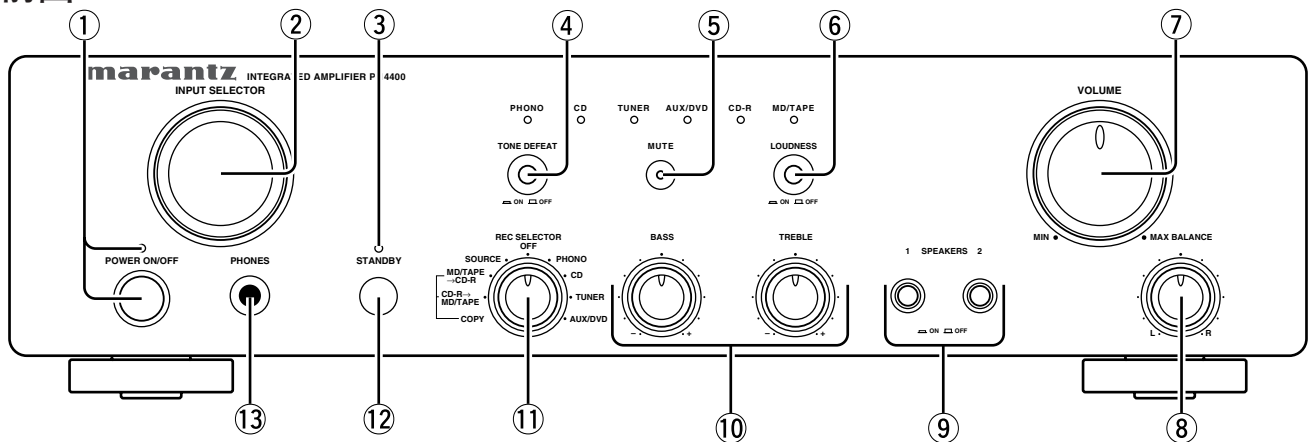 ① ② ③ ④ ⑤ ⑥ ⑦
marantz INTEGRATED AMPLIFIER 4400
INPUT SELECTOR
VOLUME
PHONO CD TUNER AUX/DVD CD-R MD/TAPE
TONE DEFEAT MUTE LOUDNESS
ON OFF ON OFF
MIN MAX BALANCE
POWER ON/OFF PHONES STANDBY
REC SELECTOR
OFF
SOURCE PHONO
MD/TAPE
→CD-R
CD
CD-R→
MD/TAPE
TUNER
COPY AUX/DVD
BASS TREBLE
− + − +
1 SPEAKERS 2
ON OFF
L R
⑬ ⑫ ⑪ ⑩ ⑨ ⑧